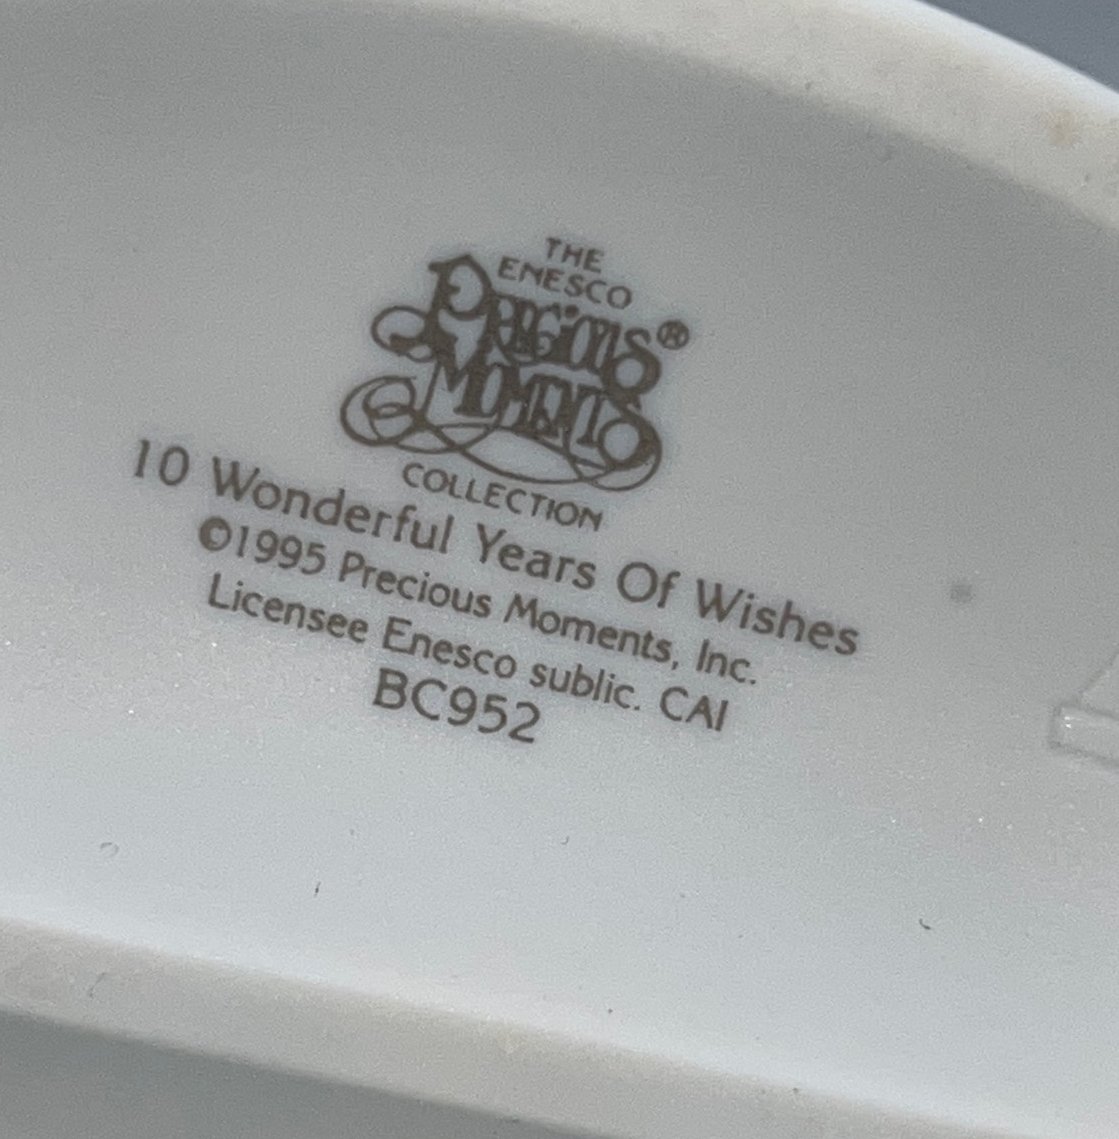 THE
ENESCO
PRECIOUS®
MOMENTS
COLLECTION
10 Wonderful Years Of Wishes
©1995 Precious Moments, Inc.
Licensee Enesco sublic. CAI
BC952